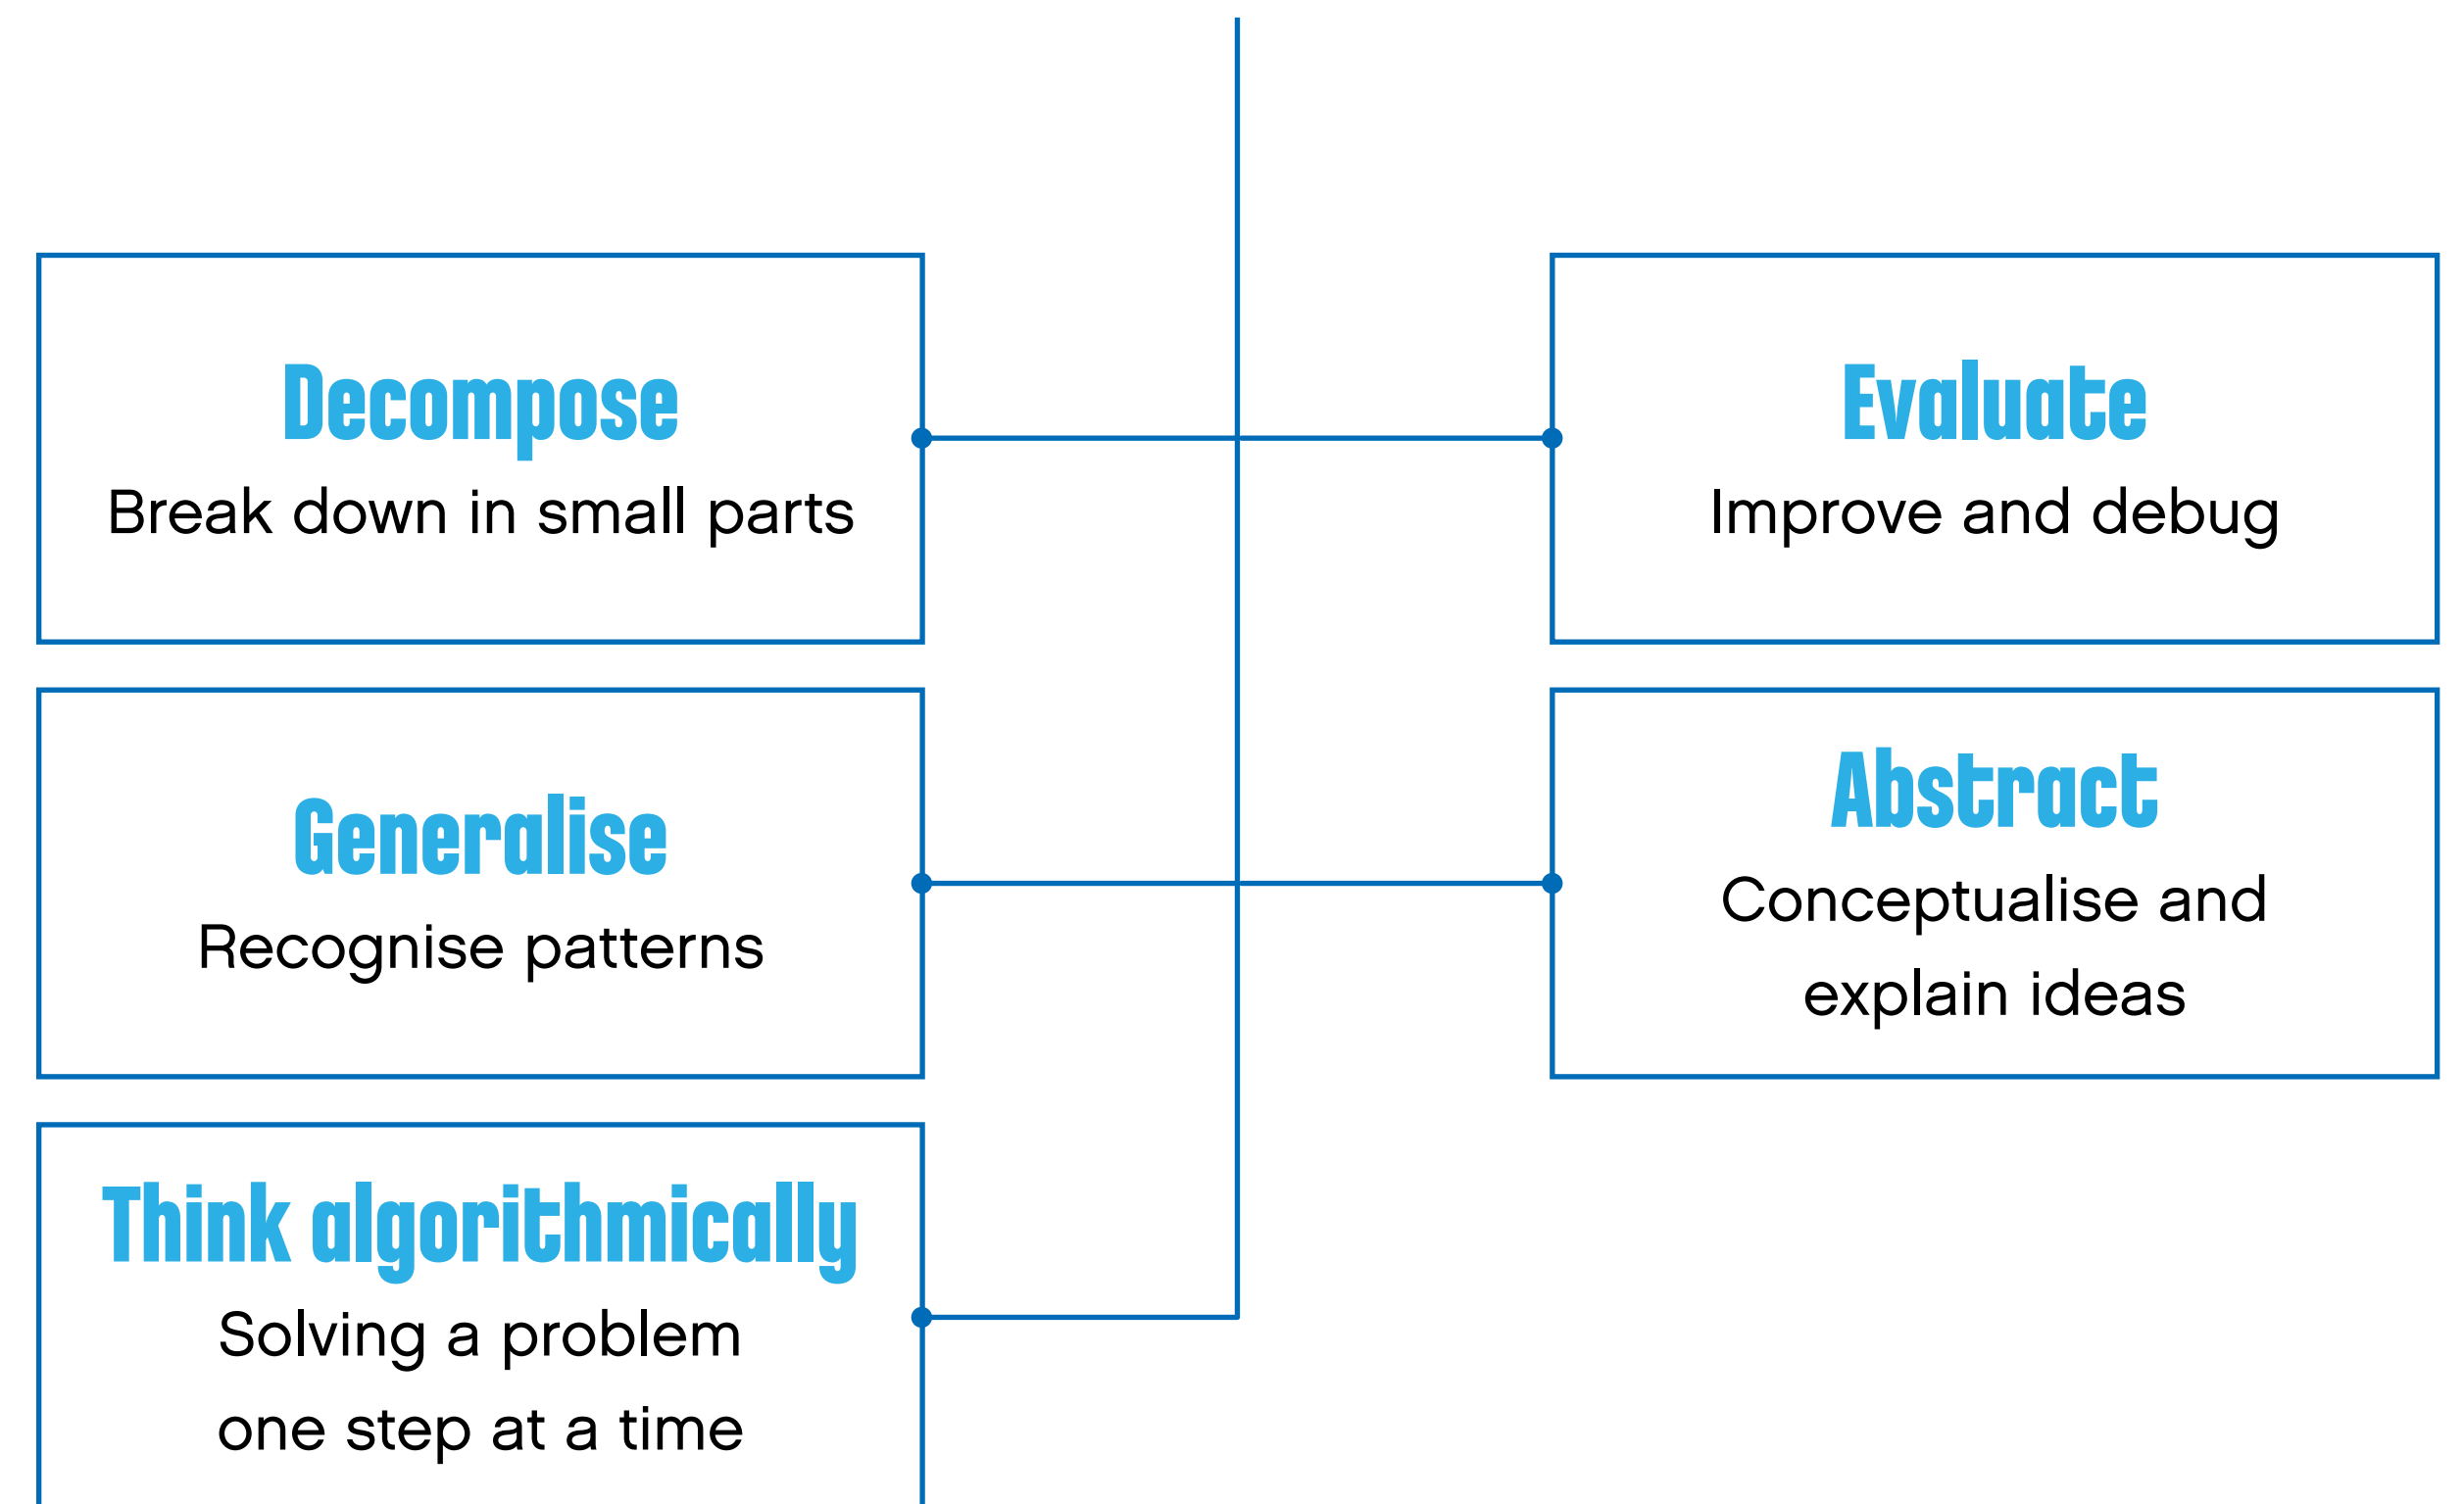 Decompose
Break down in small parts
Evaluate
Improve and debug
Generalise
Recognise patterns
Abstract
Conceptualise and
explain ideas
Think algorithmically
Solving a problem
one step at a time